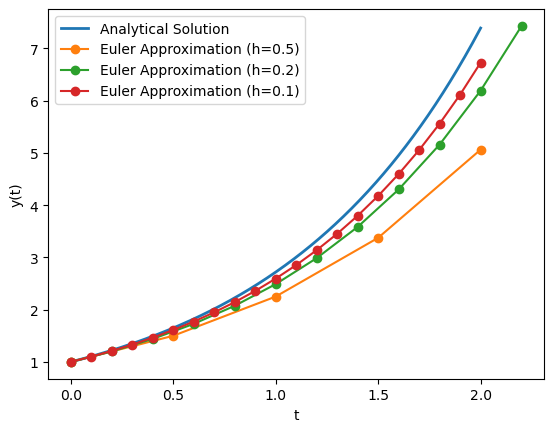 Analytical Solution
Euler Approximation (h=0.5)
Euler Approximation (h=0.2)
Euler Approximation (h=0.1)
y(t)
7
6
5
4
3
2
1
0.0 0.5 1.0 1.5 2.0
t